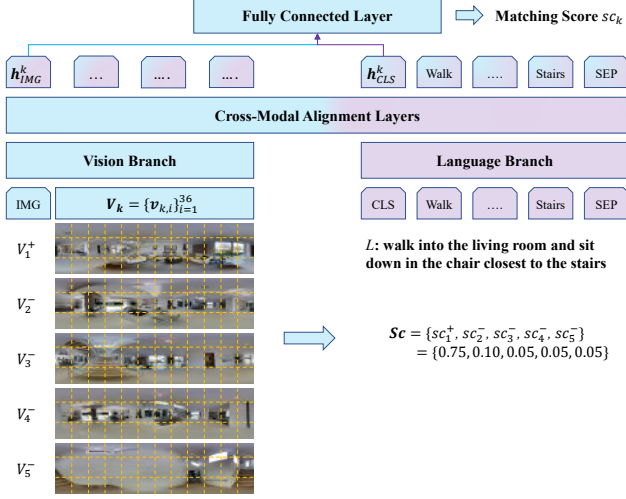 Fully Connected Layer
Matching Score sc_k
h^k_IMG
...
....
....
h^k_CLS
Walk
....
Stairs
SEP
Cross-Modal Alignment Layers
Vision Branch
Language Branch
IMG
V_k = {v_{k,i}}^{36}_{i=1}
CLS
Walk
....
Stairs
SEP
V_1^+
L: walk into the living room and sit
down in the chair closest to the stairs
V_2^-
V_3^-
Sc = {sc_1^+, sc_2^-, sc_3^-, sc_4^-, sc_5^-}
= {0.75, 0.10, 0.05, 0.05, 0.05}
V_4^-
V_5^-